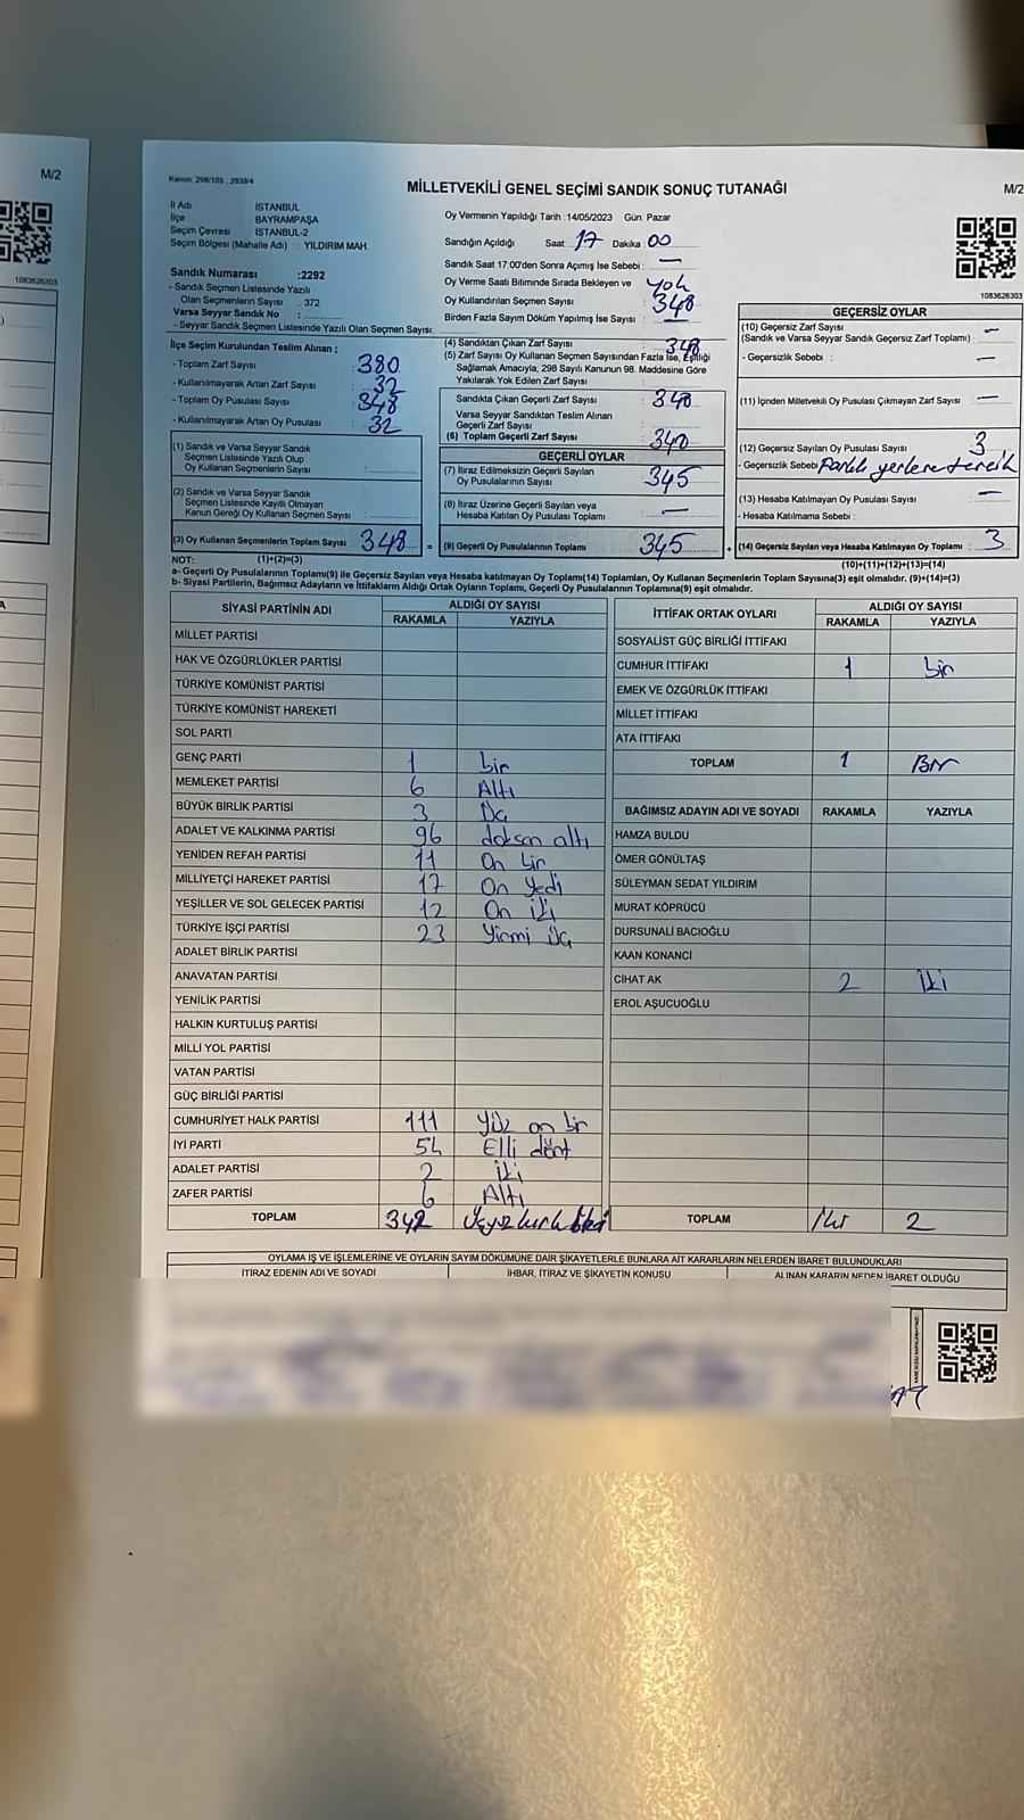 M/2
1083626303
Kanun: 298/105 , 2839/4
MİLLETVEKİLİ GENEL SEÇİMİ SANDIK SONUÇ TUTANAĞI
M/2
İl Adı : İSTANBUL
İlçe : BAYRAMPAŞA
Seçim Çevresi : İSTANBUL-2
Seçim Bölgesi (Mahalle Adı) : YILDIRIM MAH.
Oy Vermenin Yapıldığı Tarih :14/05/2023 Gün: Pazar
Sandığın Açıldığı Saat 17 Dakika 00
Sandık Saat 17:00'den Sonra Açımış İse Sebebi : —
Oy Verme Saati Bitiminde Sırada Bekleyen ve yok
Oy Kullandırılan Seçmen Sayısı 348
Birden Fazla Sayım Döküm Yapılmış İse Sayısı : —
Sandık Numarası :2292
- Sandık Seçmen Listesinde Yazılı
Olan Seçmenlerin Sayısı : 372
Varsa Seyyar Sandık No :
- Seyyar Sandık Seçmen Listesinde Yazılı Olan Seçmen Sayısı:
1083626303
İlçe Seçim Kurulundan Teslim Alınan ;
- Toplam Zarf Sayısı : 380
- Kullanılmayarak Artan Zarf Sayısı : 32
- Toplam Oy Pusulası Sayısı : 348
- Kullanılmayarak Artan Oy Pusulası : 32
(1) Sandık ve Varsa Seyyar Sandık
Seçmen Listesinde Yazılı Olup
Oy Kullanan Seçmenlerin Sayısı :
(2) Sandık ve Varsa Seyyar Sandık
Seçmen Listesinde Kayıtlı Olmayan
Kanun Gereği Oy Kullanan Seçmen Sayısı :
(3) Oy Kullanan Seçmenlerin Toplam Sayısı : 348
(4) Sandıktan Çıkan Zarf Sayısı 348
(5) Zarf Sayısı Oy Kullanan Seçmen Sayısından Fazla İse, Eşitliği
Sağlamak Amacıyla, 298 Sayılı Kanunun 98. Maddesine Göre
Yakılarak Yok Edilen Zarf Sayısı :
Sandıkta Çıkan Geçerli Zarf Sayısı : 348
Varsa Seyyar Sandıktan Teslim Alınan
Geçerli Zarf Sayısı :
(6) Toplam Geçerli Zarf Sayısı : 340
GEÇERLİ OYLAR
(7) İtiraz Edilmeksizin Geçerli Sayılan
Oy Pusulalarının Sayısı : 345
(8) İtiraz Üzerine Geçerli Sayılan veya
Hesaba Katılan Oy Pusulası Toplamı : —
= (9) Geçerli Oy Pusulalarının Toplamı : 345
GEÇERSİZ OYLAR
(10) Geçersiz Zarf Sayısı : —
(Sandık ve Varsa Seyyar Sandık Geçersiz Zarf Toplamı)
- Geçersizlik Sebebi : —
(11) İçinden Milletvekili Oy Pusulası Çıkmayan Zarf Sayısı : —
(12) Geçersiz Sayılan Oy Pusulası Sayısı : 3
- Geçersizlik Sebebi : Farklı yerlere tercih
(13) Hesaba Katılmayan Oy Pusulası Sayısı : —
- Hesaba Katılmama Sebebi :
+ (14) Geçersiz Sayılan veya Hesaba Katılmayan Oy Toplamı : 3
NOT: (1)+(2)=(3) (10)+(11)+(12)+(13)=(14)
a- Geçerli Oy Pusulalarının Toplamı(9) ile Geçersiz Sayılan veya Hesaba katılmayan Oy Toplamı(14) Toplamları, Oy Kullanan Seçmenlerin Toplam Sayısına(3) eşit olmalıdır. (9)+(14)=(3)
b- Siyasi Partilerin, Bağımsız Adayların ve İttifakların Aldığı Ortak Oyların Toplamı, Geçerli Oy Pusulalarının Toplamına(9) eşit olmalıdır.
SİYASİ PARTİNİN ADI ALDIĞI OY SAYISI
RAKAMLA YAZIYLA
MİLLET PARTİSİ
HAK VE ÖZGÜRLÜKLER PARTİSİ
TÜRKİYE KOMÜNİST PARTİSİ
TÜRKİYE KOMÜNİST HAREKETİ
SOL PARTİ
GENÇ PARTİ 1 bir
MEMLEKET PARTİSİ 6 Altı
BÜYÜK BİRLİK PARTİSİ 3 Üç
ADALET VE KALKINMA PARTİSİ 96 doksan altı
YENİDEN REFAH PARTİSİ 11 On bir
MİLLİYETÇİ HAREKET PARTİSİ 17 On yedi
YEŞİLLER VE SOL GELECEK PARTİSİ 12 On iki
TÜRKİYE İŞÇİ PARTİSİ 23 Yirmi Üç
ADALET BİRLİK PARTİSİ
ANAVATAN PARTİSİ
YENİLİK PARTİSİ
HALKIN KURTULUŞ PARTİSİ
MİLLİ YOL PARTİSİ
VATAN PARTİSİ
GÜÇ BİRLİĞİ PARTİSİ
CUMHURİYET HALK PARTİSİ 111 Yüz on bir
İYİ PARTİ 54 Elli dört
ADALET PARTİSİ 2 iki
ZAFER PARTİSİ 6 Altı
TOPLAM 342 Üçyüz kırk iki
İTTİFAK ORTAK OYLARI ALDIĞI OY SAYISI
RAKAMLA YAZIYLA
SOSYALİST GÜÇ BİRLİĞİ İTTİFAKI
CUMHUR İTTİFAKI 1 bir
EMEK VE ÖZGÜRLÜK İTTİFAKI
MİLLET İTTİFAKI
ATA İTTİFAKI
TOPLAM 1 Bir
BAĞIMSIZ ADAYIN ADI VE SOYADI RAKAMLA YAZIYLA
HAMZA BULDU
ÖMER GÖNÜLTAŞ
SÜLEYMAN SEDAT YILDIRIM
MURAT KÖPRÜCÜ
DURSUNALİ BACIOĞLU
KAAN KONANCİ
CİHAT AK 2 İki
EROL AŞUCUOĞLU
TOPLAM İki 2
OYLAMA İŞ VE İŞLEMLERİNE VE OYLARIN SAYIM DÖKÜMÜNE DAİR ŞİKAYETLERLE BUNLARA AİT KARARLARIN NELERDEN İBARET BULUNDUKLARI
İTİRAZ EDENİN ADI VE SOYADI İHBAR, İTİRAZ VE ŞİKAYETİN KONUSU ALINAN KARARIN NEDEN İBARET OLDUĞU